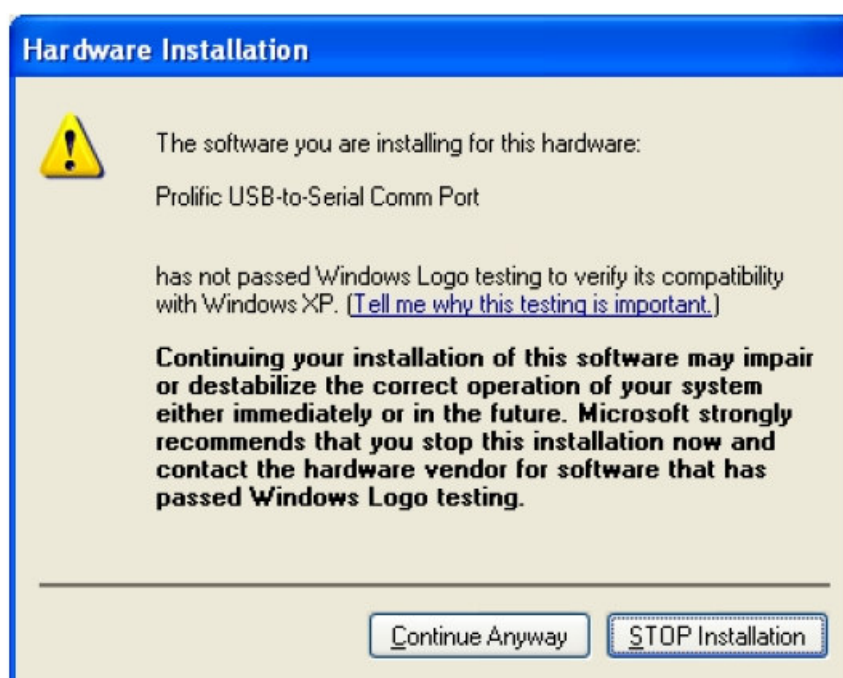 Hardware Installation
The software you are installing for this hardware:
Prolific USB-to-Serial Comm Port
has not passed Windows Logo testing to verify its compatibility
with Windows XP. (Tell me why this testing is important.)
Continuing your installation of this software may impair
or destabilize the correct operation of your system
either immediately or in the future. Microsoft strongly
recommends that you stop this installation now and
contact the hardware vendor for software that has
passed Windows Logo testing.
Continue Anyway STOP Installation